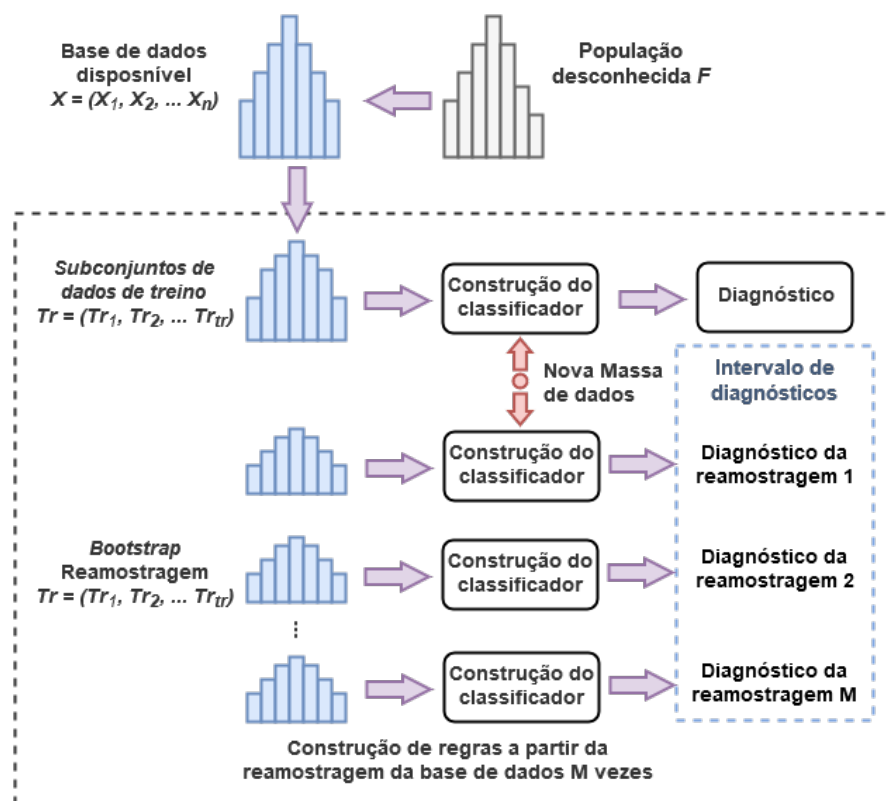 Base de dados
disposnível
X = (X1, X2, ... Xn)
População
desconhecida F
Subconjuntos de
dados de treino
Tr = (Tr1, Tr2, ... Trtr)
Construção do
classificador
Diagnóstico
Nova Massa
de dados
Intervalo de
diagnósticos
Construção do
classificador
Diagnóstico da
reamostragem 1
Bootstrap
Reamostragem
Tr = (Tr1, Tr2, ... Trtr)
Construção do
classificador
Diagnóstico da
reamostragem 2
...
Construção do
classificador
Diagnóstico da
reamostragem M
Construção de regras a partir da
reamostragem da base de dados M vezes